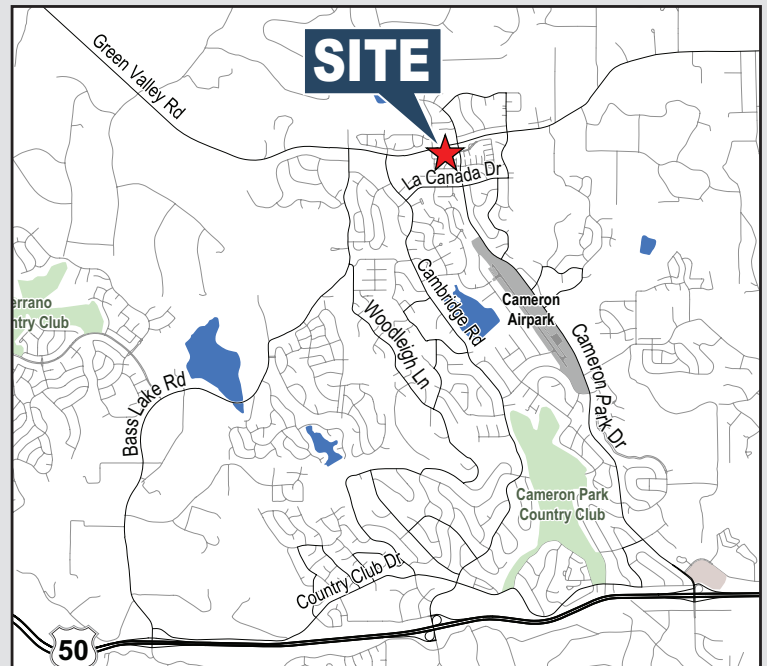 Green Valley Rd
SITE
La Canada Dr
Cambridge Rd
Cameron
Airpark
errano
ntry Club
Woodleigh Ln
Cameron Park Dr
Bass Lake Rd
Cameron Park
Country Club
Country Club Dr
50